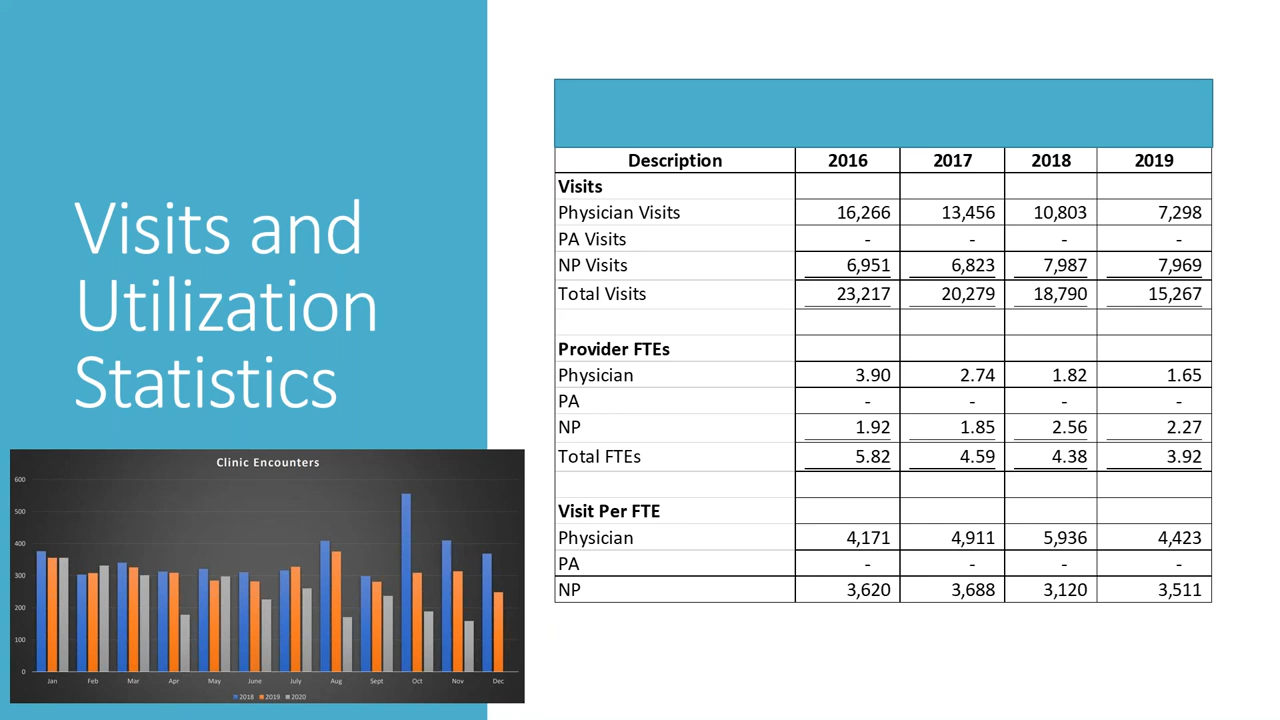 Visits and
Utilization
Statistics
Description 2016 2017 2018 2019
Visits
Physician Visits 16,266 13,456 10,803 7,298
PA Visits - - - -
NP Visits 6,951 6,823 7,987 7,969
Total Visits 23,217 20,279 18,790 15,267
Provider FTEs
Physician 3.90 2.74 1.82 1.65
PA - - - -
NP 1.92 1.85 2.56 2.27
Total FTEs 5.82 4.59 4.38 3.92
Visit Per FTE
Physician 4,171 4,911 5,936 4,423
PA - - - -
NP 3,620 3,688 3,120 3,511
Clinic Encounters
600
500
400
300
200
100
0
Jan Feb Mar Apr May June July Aug Sept Oct Nov Dec
2018 2019 2020